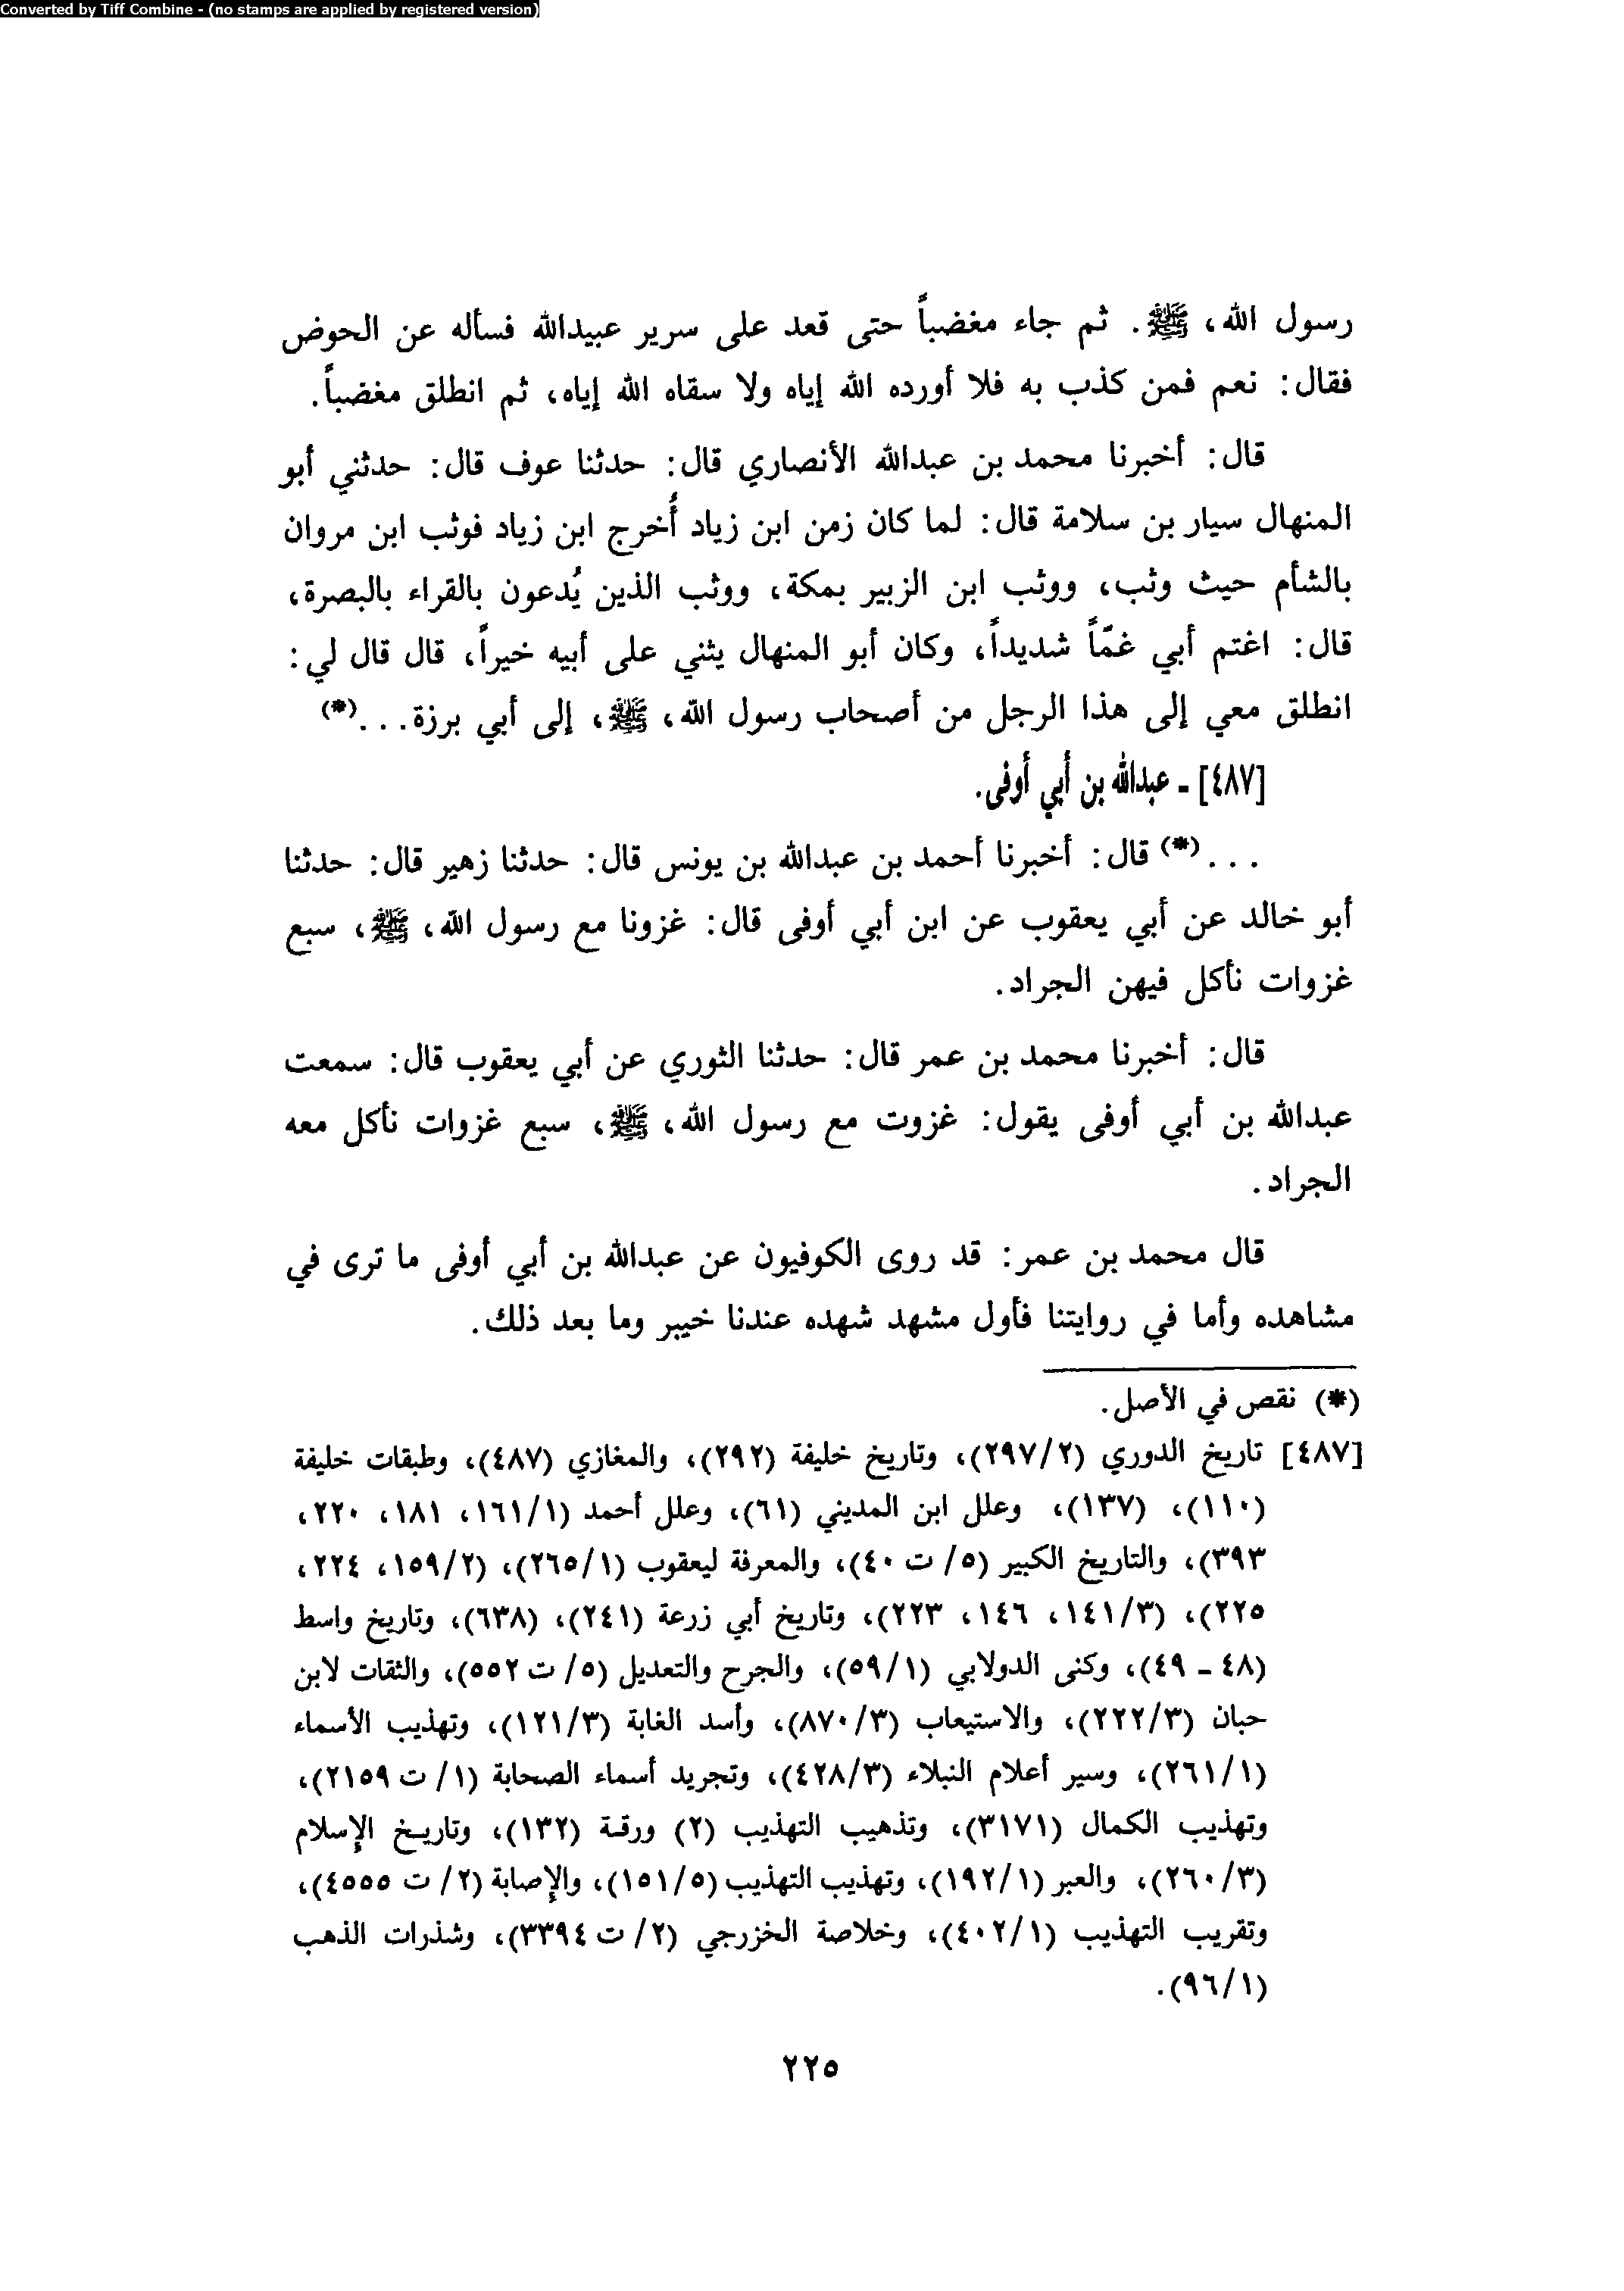 Converted by Tiff Combine - (no stamps are applied by registered version)
رسول الله، ﷺ. ثم جاء مغضباً حتى قعد على سرير عبيدالله فسأله عن الحوض
فقال: نعم فمن كذب به فلا أورده الله إياه ولا سقاه الله إياه، ثم انطلق مغضباً.
قال: أخبرنا محمد بن عبدالله الأنصاري قال: حدثنا عوف قال: حدثني أبو
المنهال سيار بن سلامة قال: لما كان زمن ابن زياد أُخرج ابن زياد فوثب ابن مروان
بالشأم حيث وثب، ووثب ابن الزبير بمكة، ووثب الذين يُدعون بالقراء بالبصرة،
قال: اغتم أبي غمّاً شديداً، وكان أبو المنهال يثني على أبيه خيراً، قال قال لي:
انطلق معي إلى هذا الرجل من أصحاب رسول الله، ﷺ، إلى أبي برزة...(*)
[٤٨٧] - عبدالله بن أبي أوفى.
...(*) قال: أخبرنا أحمد بن عبدالله بن يونس قال: حدثنا زهير قال: حدثنا
أبو خالد عن أبي يعقوب عن ابن أبي أوفى قال: غزونا مع رسول الله، ﷺ، سبع
غزوات نأكل فيهن الجراد.
قال: أخبرنا محمد بن عمر قال: حدثنا الثوري عن أبي يعقوب قال: سمعت
عبدالله بن أبي أوفى يقول: غزوت مع رسول الله، ﷺ، سبع غزوات نأكل معه
الجراد.
قال محمد بن عمر: قد روى الكوفيون عن عبدالله بن أبي أوفى ما ترى في
مشاهده وأما في روايتنا فأول مشهد شهده عندنا خيبر وما بعد ذلك.
(*) نقص في الأصل.
[٤٨٧] تاريخ الدوري (٢٩٧/٢)، وتاريخ خليفة (٢٩٢)، والمغازي (٤٨٧)، وطبقات خليفة
(١١٠)، (١٣٧)، وعلل ابن المديني (٦١)، وعلل أحمد (١٦١/١، ١٨١، ٢٢٠،
٣٩٣)، والتاريخ الكبير (٥/ ت ٤٠)، والمعرفة ليعقوب (٢٦٥/١)، (١٥٩/٢، ٢٢٤،
٢٢٥)، (١٤١/٣، ١٤٦، ٢٢٣)، وتاريخ أبي زرعة (٢٤١)، (٦٣٨)، وتاريخ واسط
(٤٨ - ٤٩)، وكنى الدولابي (٥٩/١)، والجرح والتعديل (٥/ ت ٥٥٢)، والثقات لابن
حبان (٢٢٢/٣)، والاستيعاب (٨٧٠/٣)، وأسد الغابة (١٢١/٣)، وتهذيب الأسماء
(٢٦١/١)، وسير أعلام النبلاء (٤٢٨/٣)، وتجريد أسماء الصحابة (١/ ت ٢١٥٩)،
وتهذيب الكمال (٣١٧١)، وتذهيب التهذيب (٢) ورقة (١٣٢)، وتاريخ الإسلام
(٢٦٠/٣)، والعبر (١٩٢/١)، وتهذيب التهذيب (١٥١/٥)، والإصابة (٢/ ت ٤٥٥٥)،
وتقريب التهذيب (٤٠٢/١)، وخلاصة الخزرجي (٢/ ت ٣٣٩٤)، وشذرات الذهب
(٩٦/١).
٢٢٥